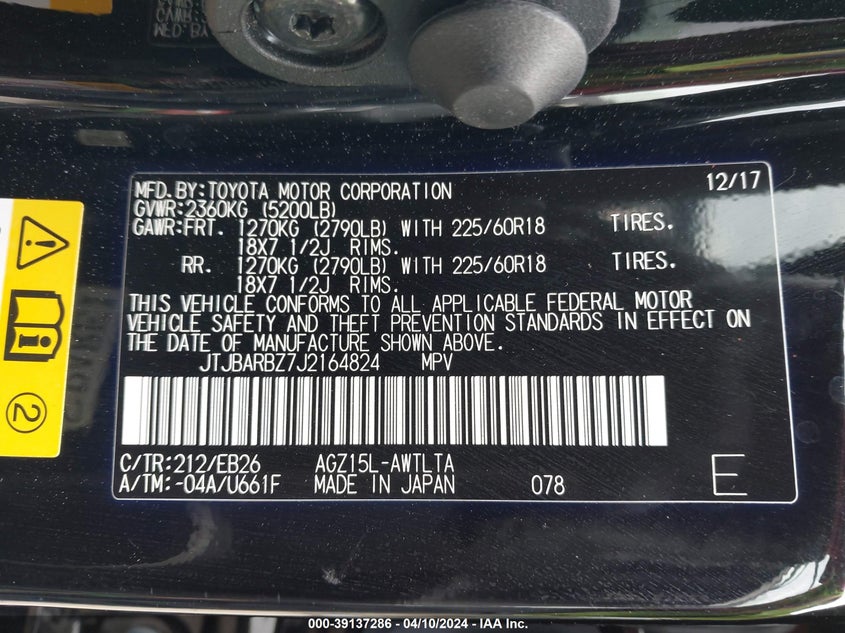 MFD.BY:TOYOTA MOTOR CORPORATION 12/17
GVWR:2360KG (5200LB)
GAWR:FRT. 1270KG (2790LB) WITH 225/60R18 TIRES.
18X7 1/2J RIMS.
RR. 1270KG (2790LB) WITH 225/60R18 TIRES.
18X7 1/2J RIMS.
THIS VEHICLE CONFORMS TO ALL APPLICABLE FEDERAL MOTOR
VEHICLE SAFETY AND THEFT PREVENTION STANDARDS IN EFFECT ON
THE DATE OF MANUFACTURE SHOWN ABOVE.
JTJBARBZ7J2164824 MPV
C/TR:212/EB26 AGZ15L-AWTLTA
A/TM:-04A/U661F MADE IN JAPAN 078 E
2
000-39137286 - 04/10/2024 - IAA Inc.